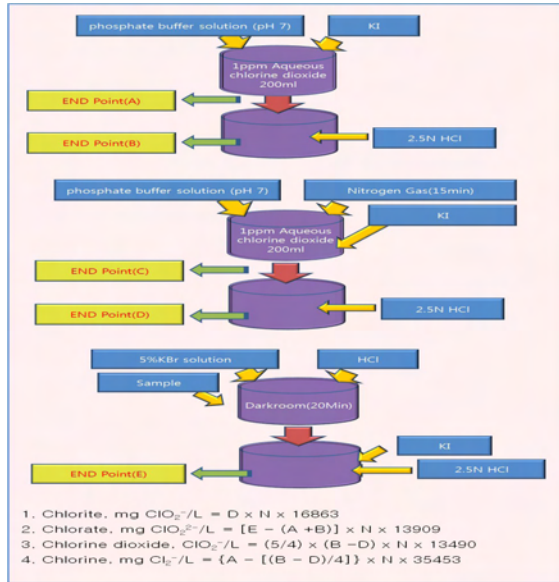 phosphate buffer solution (pH 7)
KI
1ppm Aqueous
chlorine dioxide
200ml
END Point(A)
END Point(B)
2.5N HCl
phosphate buffer solution (pH 7)
Nitrogen Gas(15min)
KI
1ppm Aqueous
chlorine dioxide
200ml
END Point(C)
END Point(D)
2.5N HCl
5%KBr solution
HCl
Sample
Darkroom(20Min)
KI
2.5N HCl
END Point(E)
1. Chlorite, mg ClO₂⁻/L = D x N x 16863
2. Chlorate, mg ClO₂²⁻/L = [E − (A +B)] x N x 13909
3. Chlorine dioxide, ClO₂⁻/L = (5/4) x (B −D) x N x 13490
4. Chlorine, mg Cl₂⁻/L = {A − [(B − D)/4]} x N x 35453